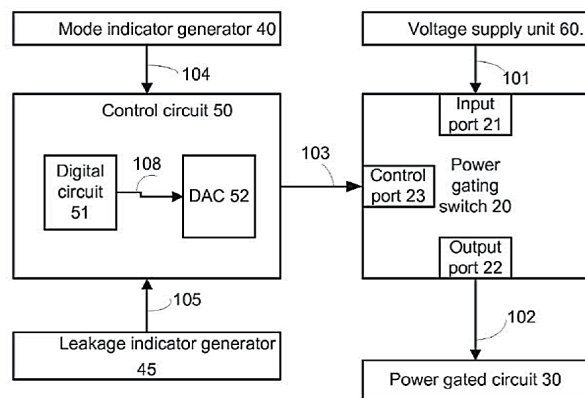 Mode indicator generator 40
Voltage supply unit 60.
104
101
Control circuit 50
Input
port 21
Digital
circuit
51
108
DAC 52
103
Control
port 23
Power
gating
switch 20
Output
port 22
105
102
Leakage indicator generator
45
Power gated circuit 30